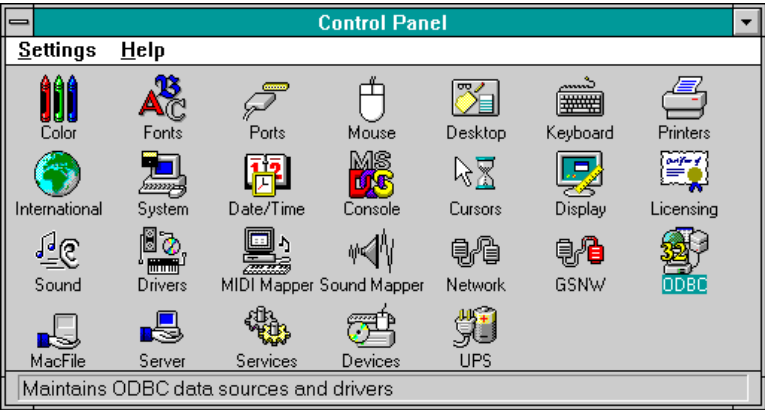 Control Panel
Settings Help
Color Fonts Ports Mouse Desktop Keyboard Printers
International System Date/Time Console Cursors Display Licensing
Sound Drivers MIDI Mapper Sound Mapper Network GSNW ODBC
MacFile Server Services Devices UPS
Maintains ODBC data sources and drivers